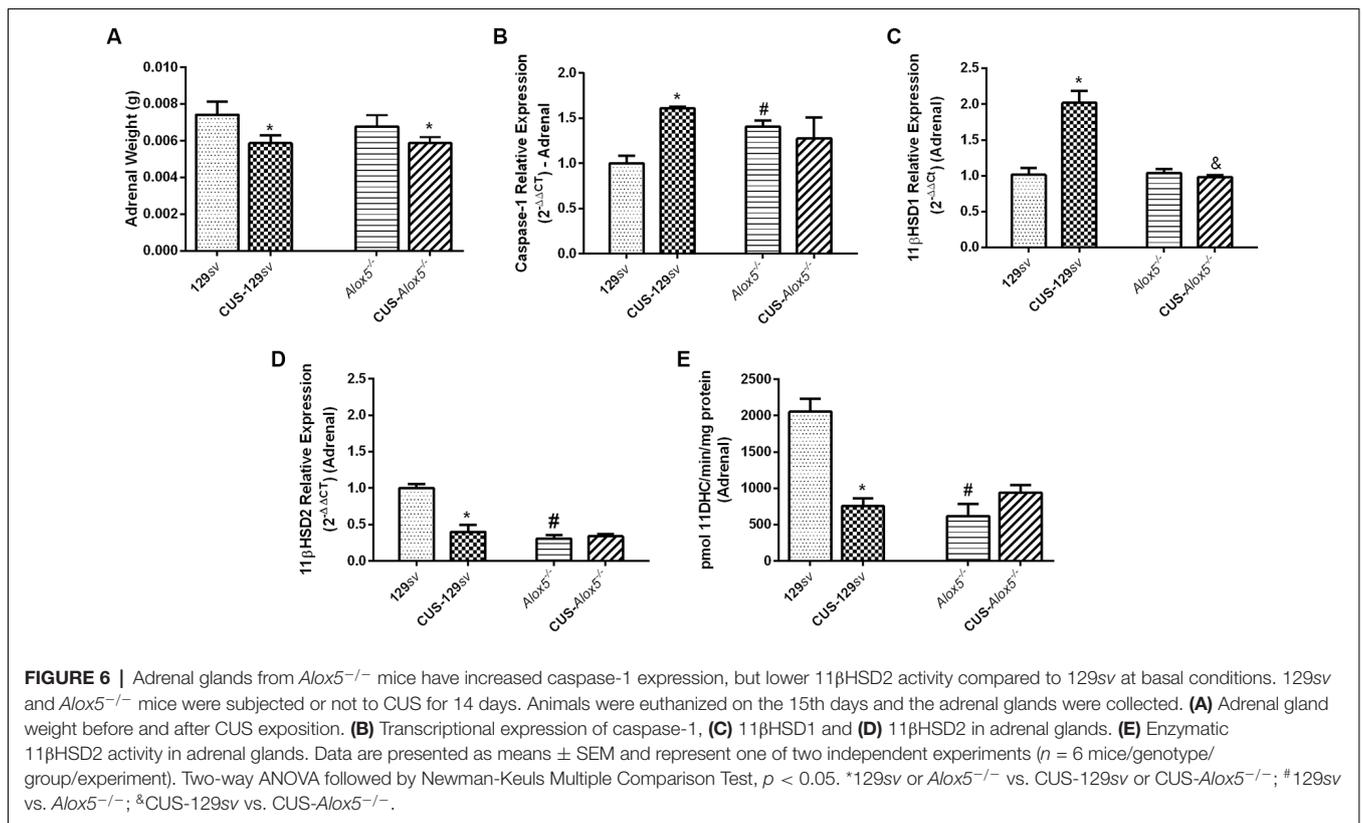 A
Adrenal Weight (g)
0.010
0.008
0.006
0.004
0.002
0.000
*
*
129sv
CUS-129sv
Alox5-/-
CUS-Alox5-/-
B
Caspase-1 Relative Expression
(2-ΔΔCT) - Adrenal
2.0
1.5
1.0
0.5
0.0
*
#
129sv
CUS-129sv
Alox5-/-
CUS-Alox5-/-
C
11βHSD1 Relative Expression
(2-ΔΔCt) (Adrenal)
2.5
2.0
1.5
1.0
0.5
0.0
*
&
129sv
CUS-129sv
Alox5-/-
CUS-Alox5-/-
D
11βHSD2 Relative Expression
(2-ΔΔCT) (Adrenal)
2.5
2.0
1.5
1.0
0.5
0.0
*
#
129sv
CUS-129sv
Alox5-/-
CUS-Alox5-/-
E
pmol 11DHC/min/mg protein
(Adrenal)
2500
2000
1500
1000
500
0
*
#
129sv
CUS-129sv
Alox5-/-
CUS-Alox5-/-
FIGURE 6 | Adrenal glands from Alox5−/− mice have increased caspase-1 expression, but lower 11βHSD2 activity compared to 129sv at basal conditions. 129sv
and Alox5−/− mice were subjected or not to CUS for 14 days. Animals were euthanized on the 15th days and the adrenal glands were collected. (A) Adrenal gland
weight before and after CUS exposition. (B) Transcriptional expression of caspase-1, (C) 11βHSD1 and (D) 11βHSD2 in adrenal glands. (E) Enzymatic
11βHSD2 activity in adrenal glands. Data are presented as means ± SEM and represent one of two independent experiments (n = 6 mice/genotype/
group/experiment). Two-way ANOVA followed by Newman-Keuls Multiple Comparison Test, p < 0.05. *129sv or Alox5−/− vs. CUS-129sv or CUS-Alox5−/−; #129sv
vs. Alox5−/−; &CUS-129sv vs. CUS-Alox5−/−.